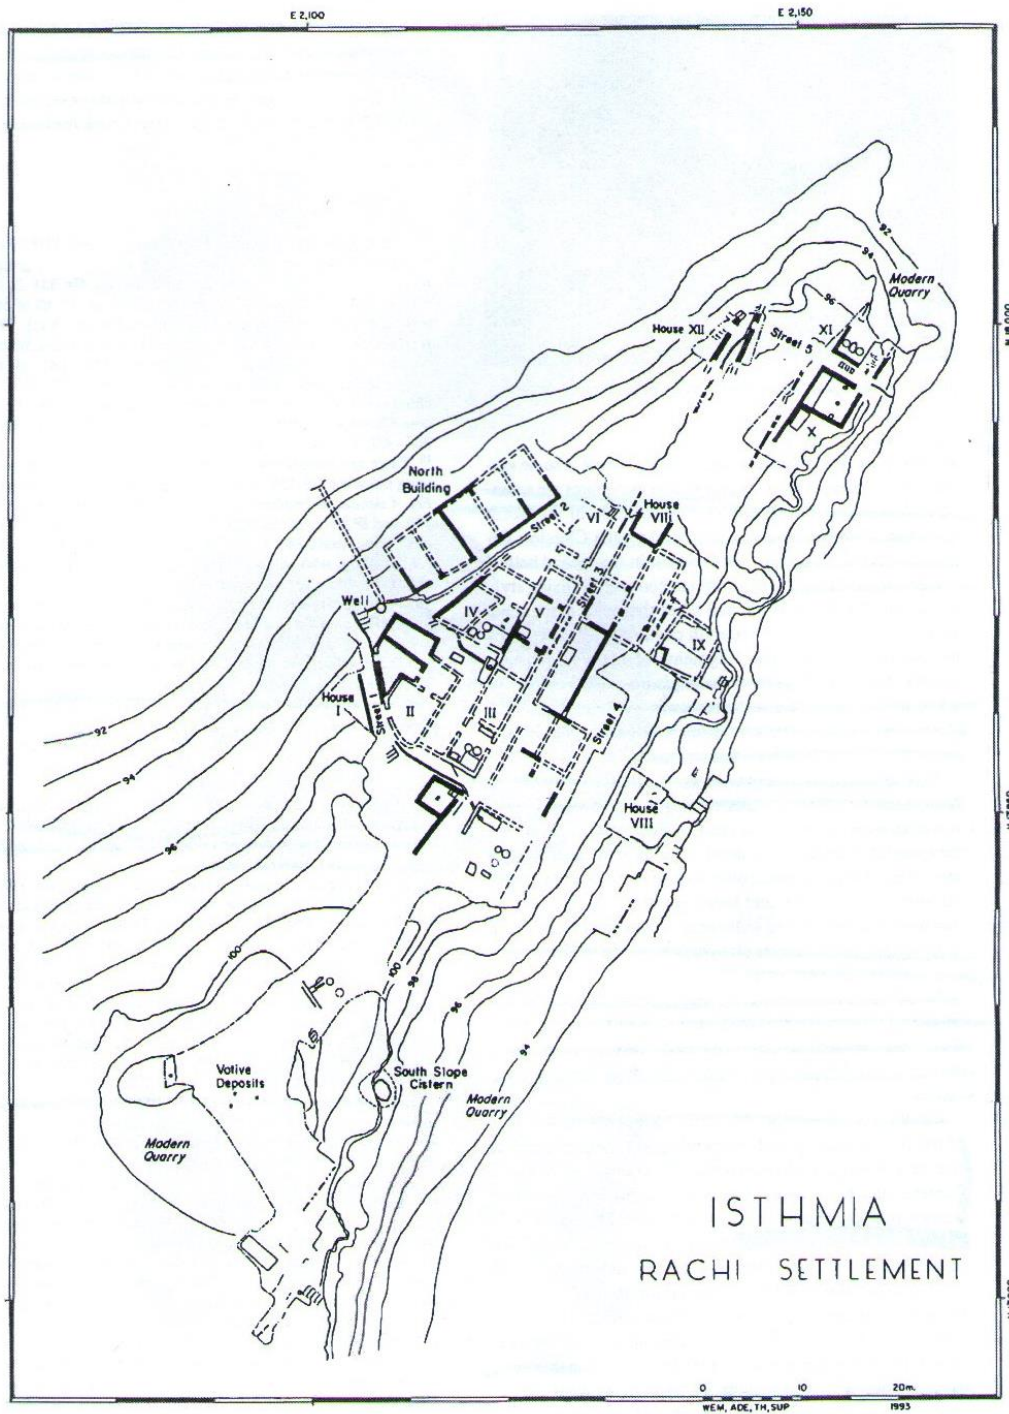 E 2,100
E 2,150
92
94
Modern
Quarry
96
House XII
Street 5
XI
X
North
Building
Street 2
VI
House
VIII
Street 3
Well
IV
V
IX
House
I
Street 1
II
III
Street 4
92
94
96
98
House
VIII
100
100
98
96
94
Votive
Deposits
South Slope
Cistern
Modern
Quarry
Modern
Quarry
ISTHMIA
RACHI SETTLEMENT
0 10 20m.
WEM, ADE, TH, SUP 1993